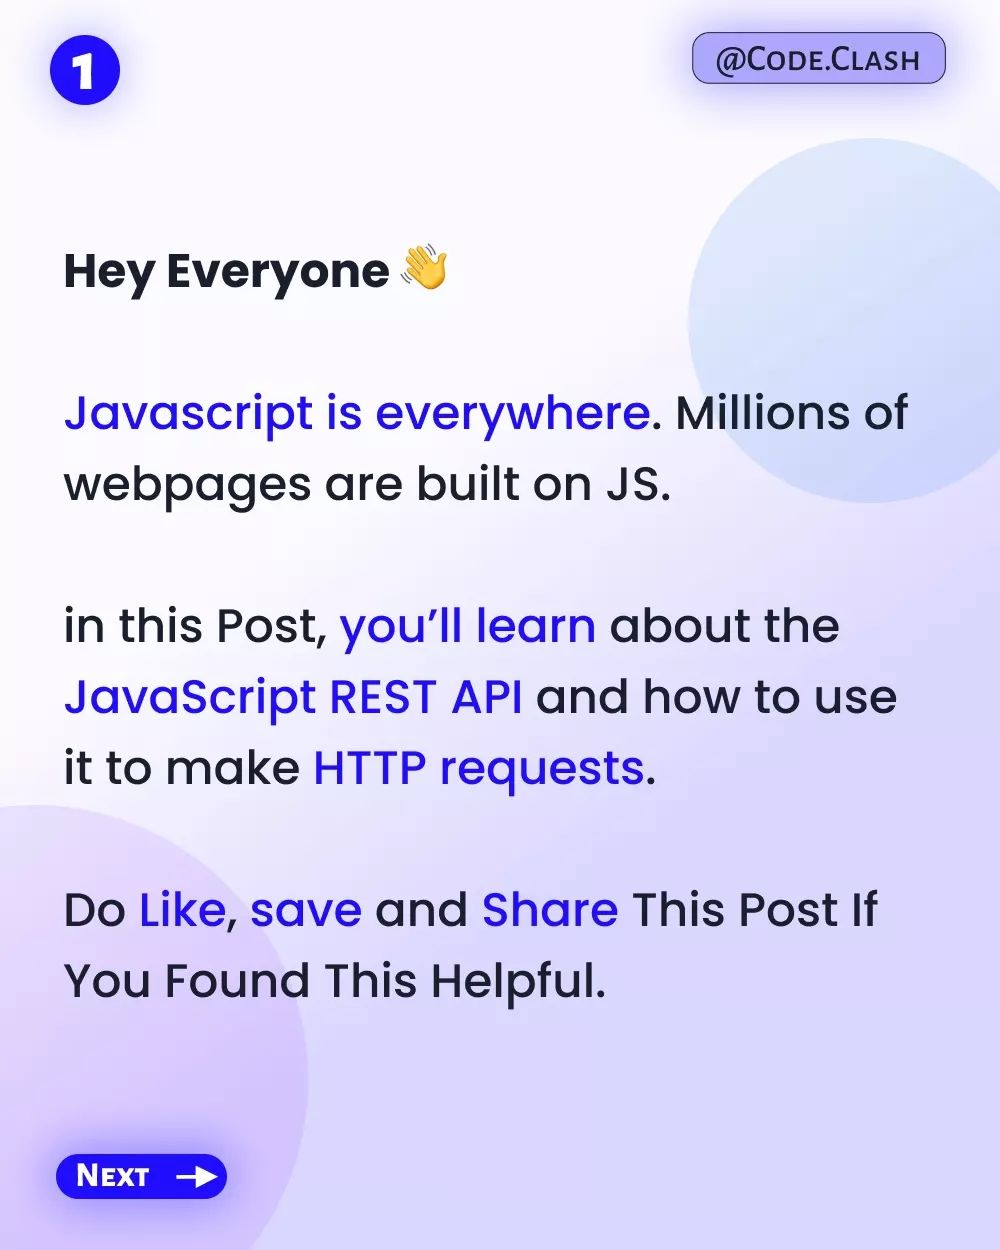 1
@Code.Clash
Hey Everyone 👋
Javascript is everywhere. Millions of
webpages are built on JS.
in this Post, you’ll learn about the
JavaScript REST API and how to use
it to make HTTP requests.
Do Like, save and Share This Post If
You Found This Helpful.
Next